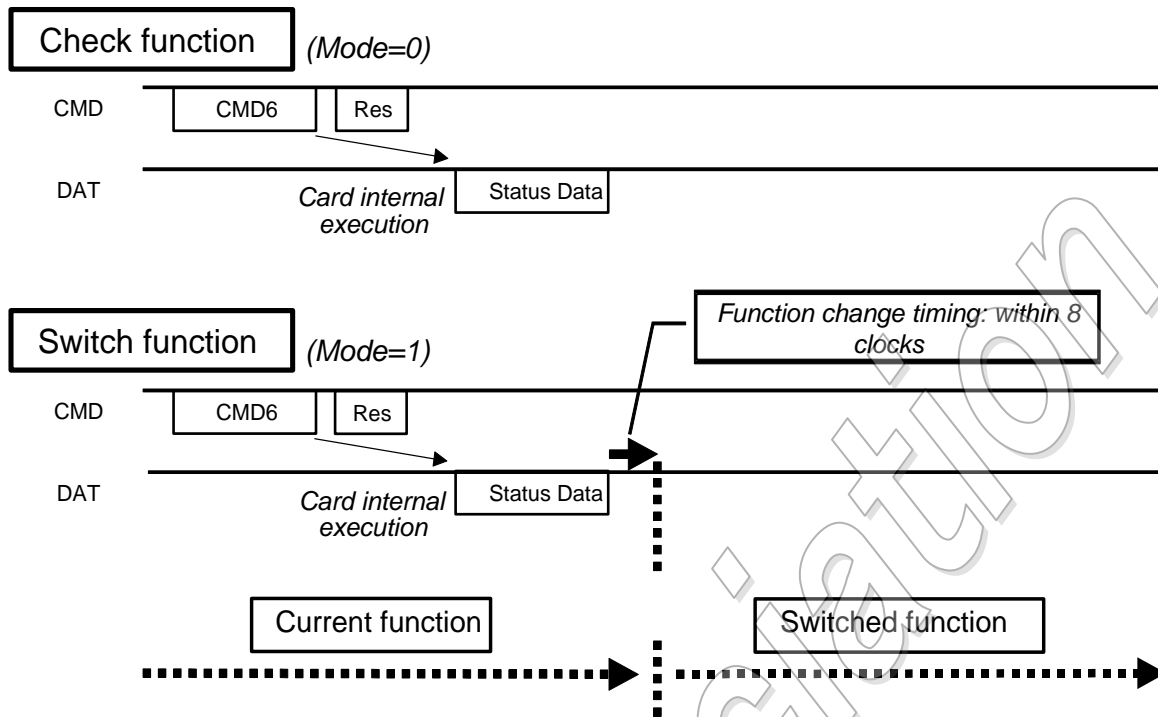 Check function (Mode=0)
CMD CMD6 Res
DAT Card internal execution Status Data
Function change timing: within 8
clocks
Switch function (Mode=1)
CMD CMD6 Res
DAT Card internal execution Status Data
Current function Switched function
ciation